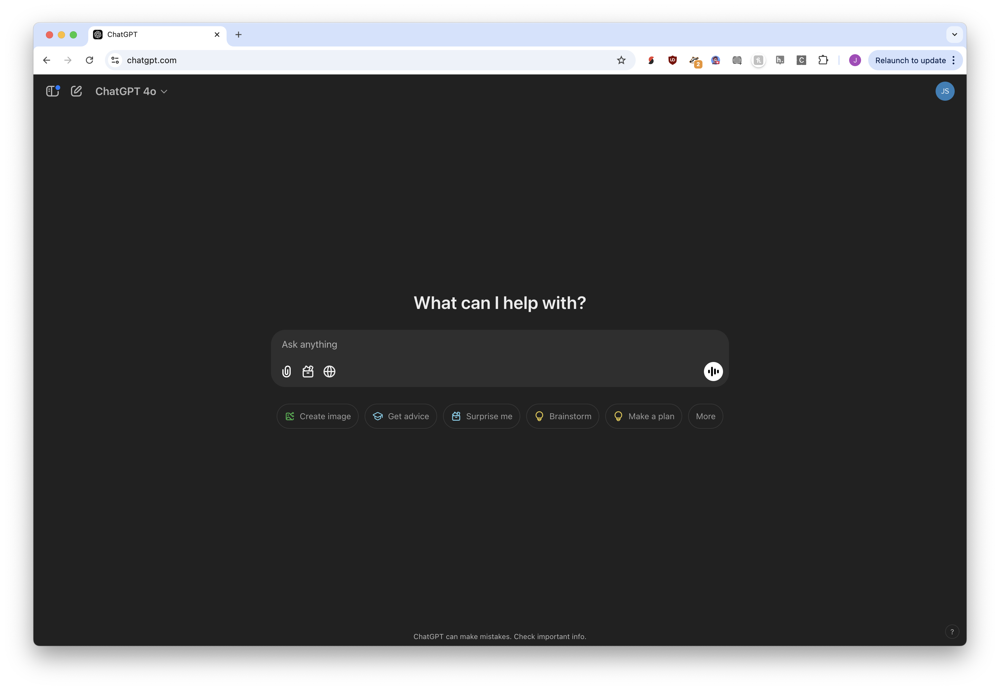 ChatGPT
chatgpt.com
2
h
h.
C
J
Relaunch to update
ChatGPT 4o
JS
What can I help with?
Ask anything
Create image
Get advice
Surprise me
Brainstorm
Make a plan
More
ChatGPT can make mistakes. Check important info.
?